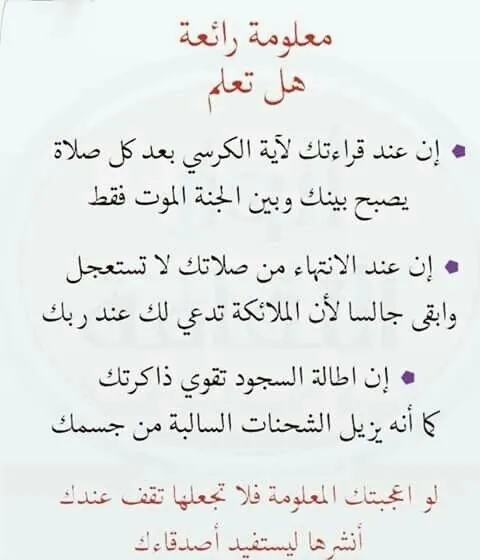 معلومة رائعة
هل تعلم
إن عند قراءتك لآية الكرسي بعد كل صلاة
يصبح بينك وبين الجنة الموت فقط
إن عند الانتهاء من صلاتك لا تستعجل
وابقى جالسا لأن الملائكة تدعي لك عند ربك
إن اطالة السجود تقوي ذاكرتك
كما أنه يزيل الشحنات السالبة من جسمك
لو اعجبتك المعلومة فلا تجعلها تقف عندك
أنشرها ليستفيد أصدقاءك